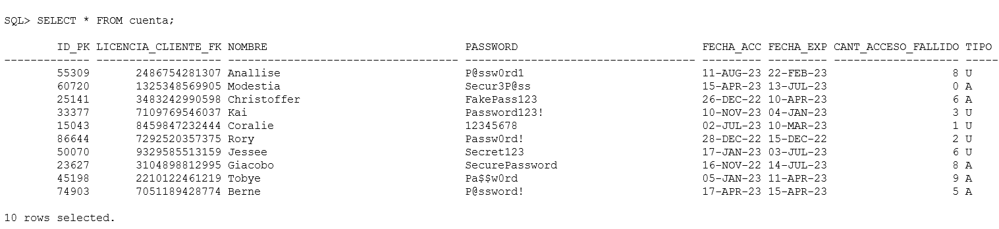 SQL> SELECT * FROM cuenta;
ID_PK LICENCIA_CLIENTE_FK NOMBRE PASSWORD FECHA_ACC FECHA_EXP CANT_ACCESO_FALLIDO TIPO
------------- ------------------- ----------------------------------- ----------------------------------- --------- --------- ------------------- -----
55309 2486754281307 Anallise P@ssw0rd1 11-AUG-23 22-FEB-23 8 U
60720 1325348569905 Modestia Secur3P@ss 15-APR-23 13-JUL-23 0 A
25141 3483242990598 Christoffer FakePass123 26-DEC-22 10-APR-23 6 A
33377 7109769546037 Kai Password123! 10-NOV-23 04-JAN-23 3 U
15043 8459847232444 Coralie 12345678 02-JUL-23 10-MAR-23 1 U
86644 7292520357375 Rory Passw0rd! 28-DEC-22 15-DEC-22 2 U
50070 9329585513159 Jessee Secret123 17-JAN-23 03-JUL-23 6 U
23627 3104898812995 Giacobo SecurePassword 16-NOV-22 14-JUL-23 8 A
45198 2210122461219 Tobye Pa$$w0rd 05-JAN-23 11-APR-23 9 A
74903 7051189428774 Berne P@ssword! 17-APR-23 15-APR-23 5 A
10 rows selected.